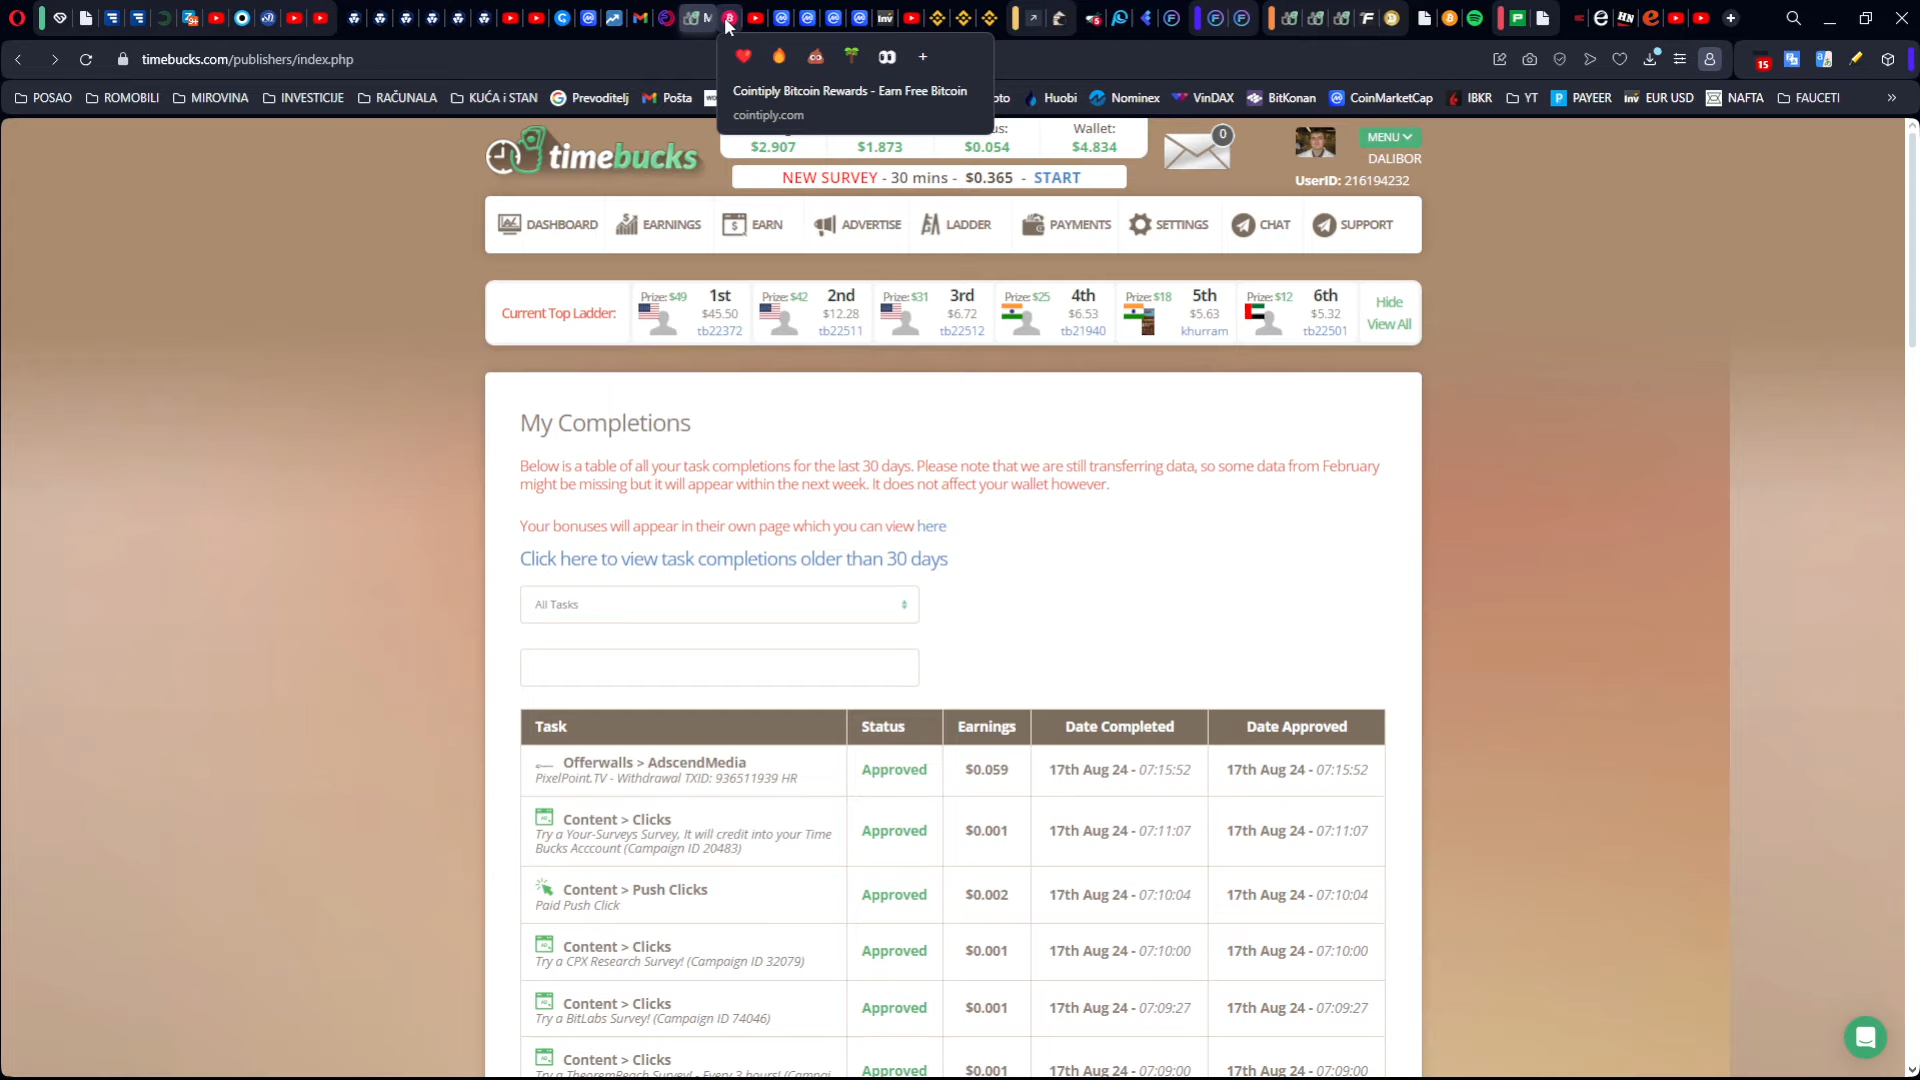 M
timebucks.com/publishers/index.php
15
POSAO
ROMOBILI
MIROVINA
INVESTICIJE
RAČUNALA
KUĆA i STAN
Prevoditelj
Pošta
Huobi
Nominex
VinDAX
BitKonan
CoinMarketCap
IBKR
YT
PAYEER
Inv
EUR USD
NAFTA
FAUCETI
Cointiply Bitcoin Rewards - Earn Free Bitcoin
cointiply.com
timebucks
Wallet:
$2.907
$1.873
$0.054
$4.834
0
MENU
DALIBOR
UserID: 216194232
NEW SURVEY - 30 mins - $0.365 - START
DASHBOARD
EARNINGS
EARN
ADVERTISE
LADDER
PAYMENTS
SETTINGS
CHAT
SUPPORT
Current Top Ladder:
Prize: $49
1st
$45.50
tb22372
Prize: $42
2nd
$12.28
tb22511
Prize: $31
3rd
$6.72
tb22512
Prize: $25
4th
$6.53
tb21940
Prize: $18
5th
$5.63
khurram
Prize: $12
6th
$5.32
tb22501
Hide
View All
My Completions
Below is a table of all your task completions for the last 30 days. Please note that we are still transferring data, so some data from February
might be missing but it will appear within the next week. It does not affect your wallet however.
Your bonuses will appear in their own page which you can view here
Click here to view task completions older than 30 days
All Tasks
Task Status Earnings Date Completed Date Approved
Offerwalls > AdscendMedia
PixelPoint.TV - Withdrawal TXID: 936511939 HR
Approved $0.059 17th Aug 24 - 07:15:52 17th Aug 24 - 07:15:52
Content > Clicks
Try a Your-Surveys Survey, It will credit into your Time
Bucks Acccount (Campaign ID 20483)
Approved $0.001 17th Aug 24 - 07:11:07 17th Aug 24 - 07:11:07
Content > Push Clicks
Paid Push Click
Approved $0.002 17th Aug 24 - 07:10:04 17th Aug 24 - 07:10:04
Content > Clicks
Try a CPX Research Survey! (Campaign ID 32079)
Approved $0.001 17th Aug 24 - 07:10:00 17th Aug 24 - 07:10:00
Content > Clicks
Try a BitLabs Survey! (Campaign ID 74046)
Approved $0.001 17th Aug 24 - 07:09:27 17th Aug 24 - 07:09:27
Content > Clicks
Try a TheoremReach Survey! - Every 3 hours! (Campai
Approved $0.001 17th Aug 24 - 07:09:00 17th Aug 24 - 07:09:00